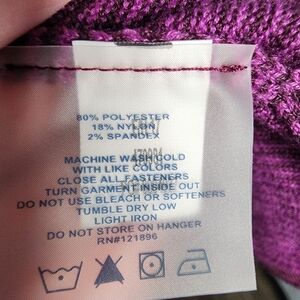 80% POLYESTER
18% NYLON
2% SPANDEX
MACHINE WASH COLD
WITH LIKE COLORS
CLOSE ALL FASTENERS
TURN GARMENT INSIDE OUT
DO NOT USE BLEACH OR SOFTENERS
TUMBLE DRY LOW
LIGHT IRON
DO NOT STORE ON HANGER
RN#121896